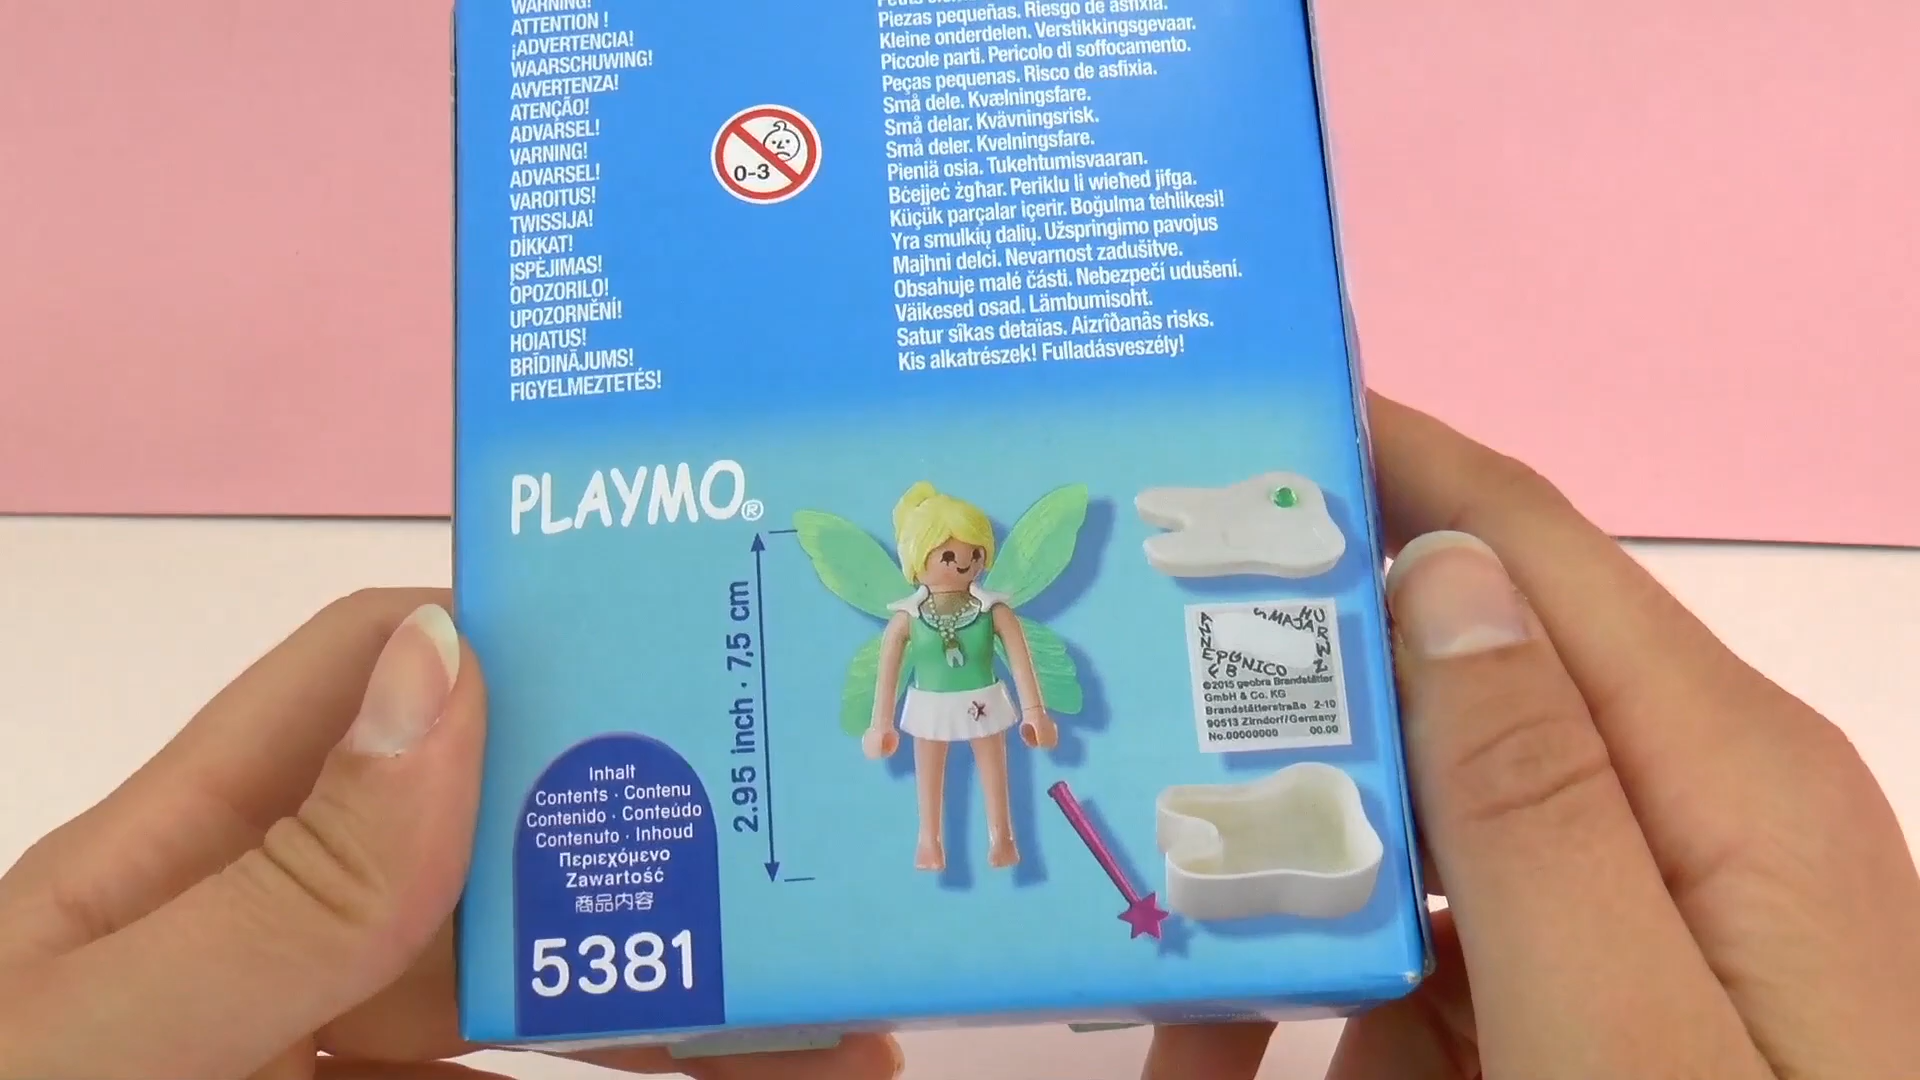 WARNING!
ATTENTION !
¡ADVERTENCIA!
WAARSCHUWING!
AVVERTENZA!
ATENÇÃO!
ADVARSEL!
VARNING!
ADVARSEL!
VAROITUS!
TWISSIJA!
DİKKAT!
ĮSPĖJIMAS!
OPOZORILO!
UPOZORNĚNÍ!
HOIATUS!
BRĪDINĀJUMS!
FIGYELMEZTETÉS!
0-3
Piezas pequeñas. Riesgo de asfixia.
Kleine onderdelen. Verstikkingsgevaar.
Piccole parti. Pericolo di soffocamento.
Peças pequenas. Risco de asfixia.
Små dele. Kvælningsfare.
Små delar. Kvävningsrisk.
Små deler. Kvelningsfare.
Pieniä osia. Tukehtumisvaaran.
Bċejjeċ żgħar. Periklu li wieħed jifga.
Küçük parçalar içerir. Boğulma tehlikesi!
Yra smulkių dalių. Užspringimo pavojus
Majhni delci. Nevarnost zadušitve.
Obsahuje malé části. Nebezpečí udušení.
Väikesed osad. Lämbumisoht.
Satur sîkas detaïas. Aizrîðanâs risks.
Kis alkatrészek! Fulladásveszély!
PLAYMO®
2.95 inch · 7,5 cm
©2015 geobra Brandstätter
GmbH & Co. KG
Brandstätterstraße 2-10
90513 Zirndorf/Germany
No.00000000 00.00
Inhalt
Contents · Contenu
Contenido · Conteúdo
Contenuto · Inhoud
Περιεχόμενο
Zawartość
商品内容
5381